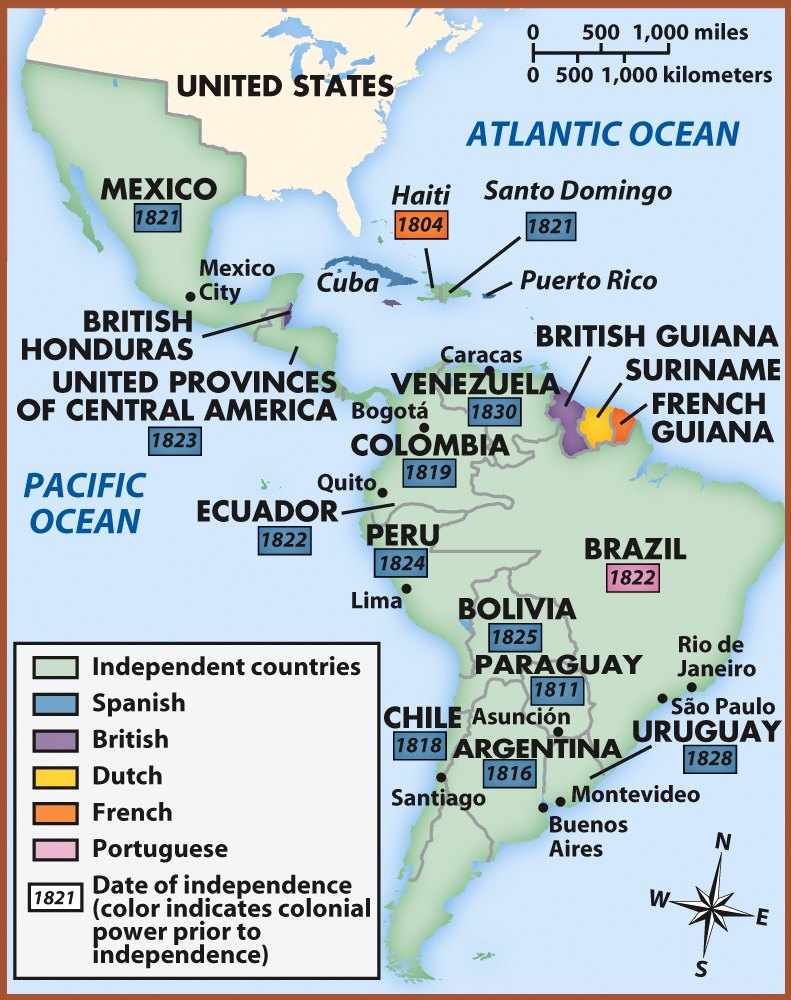 0 500 1,000 miles
0 500 1,000 kilometers
UNITED STATES
ATLANTIC OCEAN
MEXICO
1821
Haiti
1804
Santo Domingo
1821
Mexico
City
Cuba
Puerto Rico
BRITISH
HONDURAS
UNITED PROVINCES
OF CENTRAL AMERICA
1823
BRITISH GUIANA
SURINAME
FRENCH
GUIANA
Caracas
VENEZUELA
1830
Bogotá
COLOMBIA
1819
PACIFIC
OCEAN
Quito
ECUADOR
1822
PERU
1824
Lima
BRAZIL
1822
BOLIVIA
1825
PARAGUAY
1811
Rio de
Janeiro
São Paulo
CHILE
1818
Asunción
ARGENTINA
1816
URUGUAY
1828
Santiago
Montevideo
Buenos
Aires
Independent countries
Spanish
British
Dutch
French
Portuguese
1821
Date of independence
(color indicates colonial
power prior to
independence)
N
W
E
S